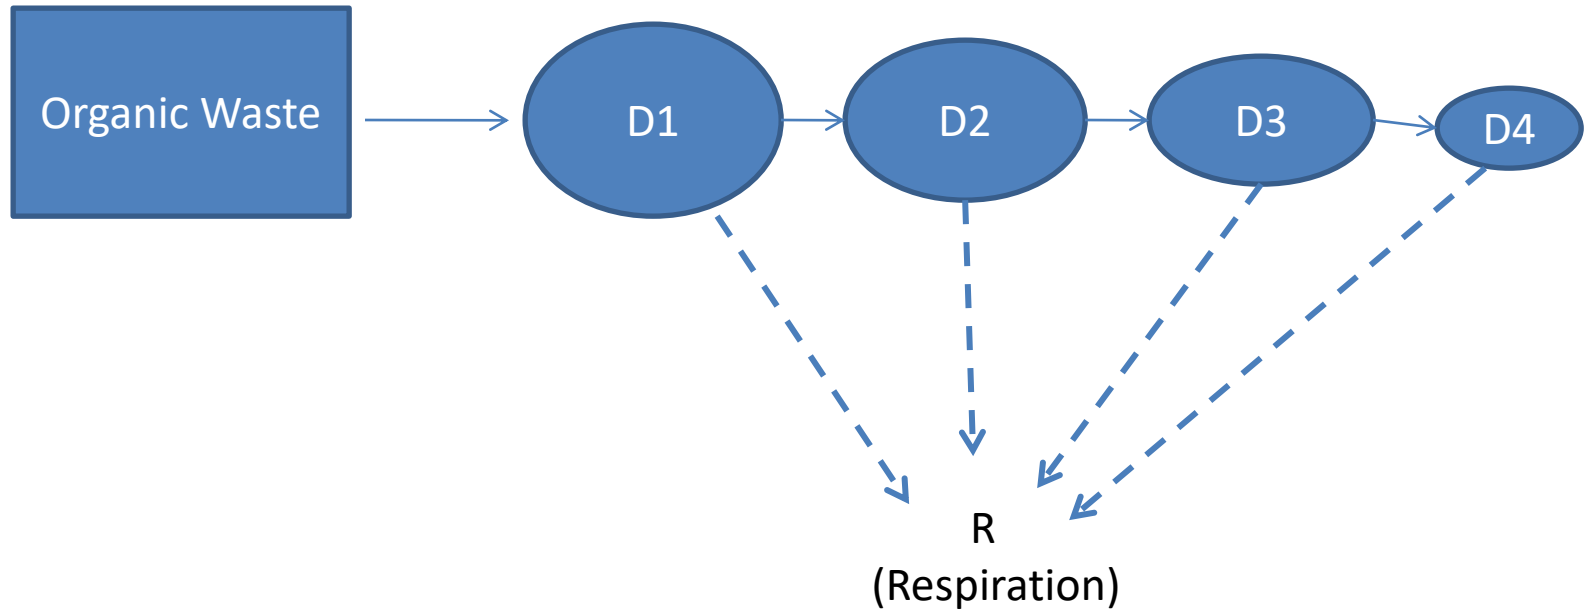 Organic Waste
D1
D2
D3
D4
R
(Respiration)